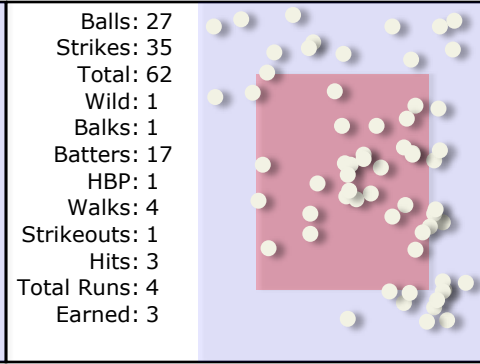 Balls: 27
Strikes: 35
Total: 62
Wild: 1
Balks: 1
Batters: 17
HBP: 1
Walks: 4
Strikeouts: 1
Hits: 3
Total Runs: 4
Earned: 3